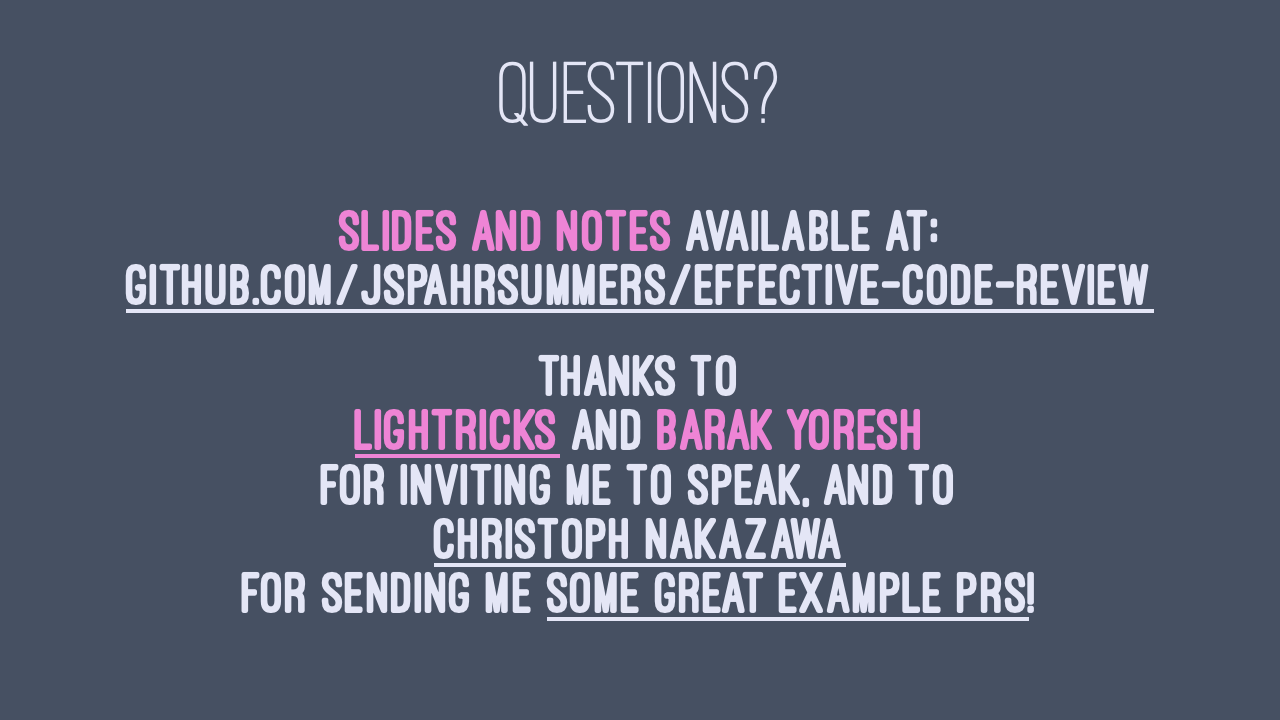 QUESTIONS?
SLIDES AND NOTES AVAILABLE AT:
GITHUB.COM/JSPAHRSUMMERS/EFFECTIVE-CODE-REVIEW
THANKS TO
LIGHTRICKS AND BARAK YORESH
FOR INVITING ME TO SPEAK, AND TO
CHRISTOPH NAKAZAWA
FOR SENDING ME SOME GREAT EXAMPLE PRS!